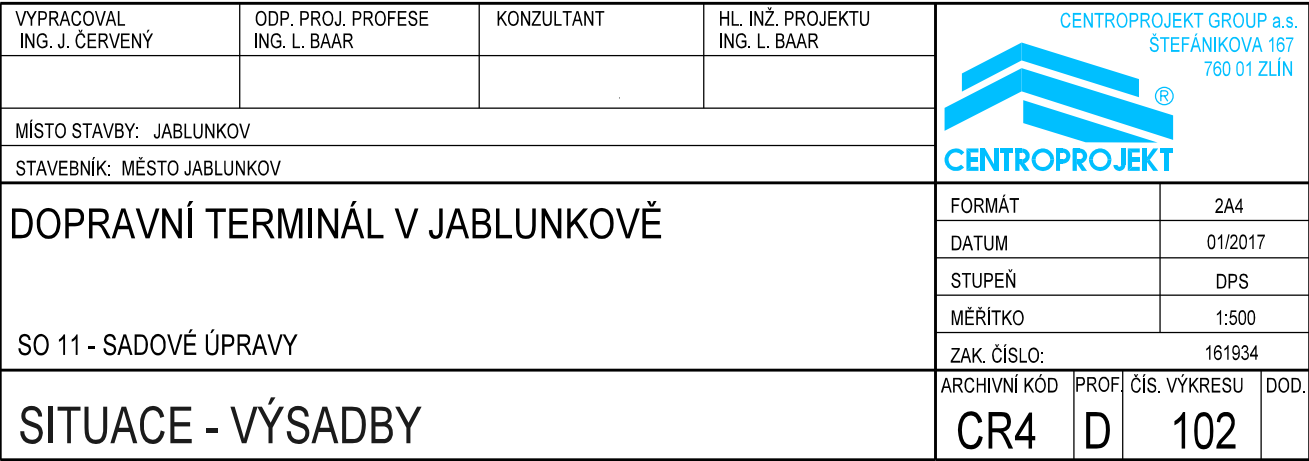 VYPRACOVAL
ING. J. ČERVENÝ
ODP. PROJ. PROFESE
ING. L. BAAR
KONZULTANT
HL. INŽ. PROJEKTU
ING. L. BAAR
CENTROPROJEKT GROUP a.s.
ŠTEFÁNIKOVA 167
760 01 ZLÍN
®
CENTROPROJEKT
MÍSTO STAVBY: JABLUNKOV
STAVEBNÍK: MĚSTO JABLUNKOV
DOPRAVNÍ TERMINÁL V JABLUNKOVĚ
SO 11 - SADOVÉ ÚPRAVY
FORMÁT 2A4
DATUM 01/2017
STUPEŇ DPS
MĚŘÍTKO 1:500
ZAK. ČÍSLO: 161934
SITUACE - VÝSADBY
ARCHIVNÍ KÓD PROF. ČÍS. VÝKRESU DOD.
CR4 D 102